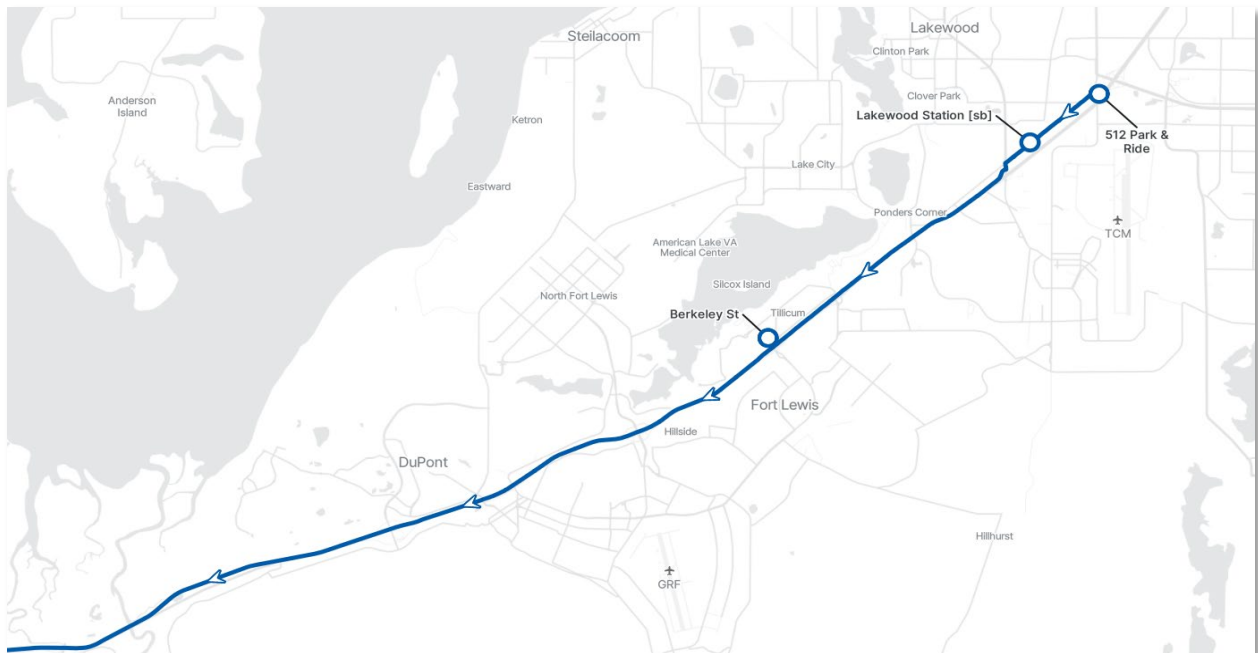 Steilacoom
Lakewood
Clinton Park
Anderson
Island
Clover Park
Ketron
Lakewood Station [sb]
512 Park &
Ride
Lake City
Eastward
Ponders Corner
TCM
American Lake VA
Medical Center
Silcox Island
North Fort Lewis
Berkeley St
Tillicum
Fort Lewis
Hillside
DuPont
Hillhurst
GRF